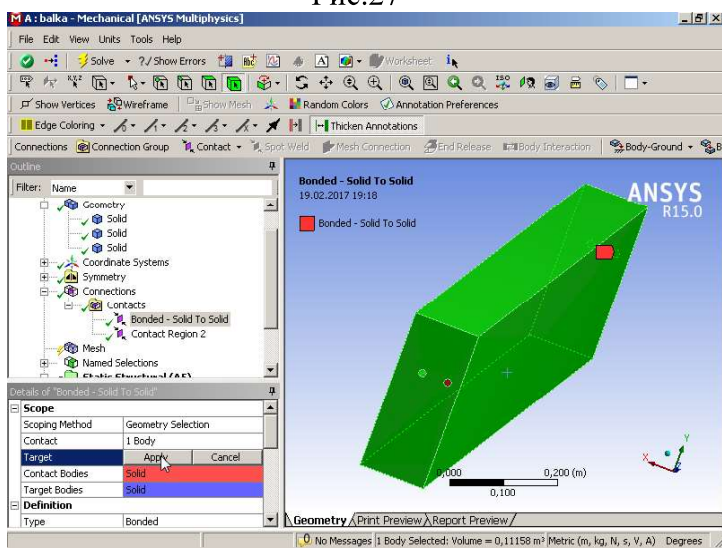 Рис.27
A : balka - Mechanical [ANSYS Multiphysics]
File Edit View Units Tools Help
Solve ?./ Show Errors Worksheet
Show Vertices Wireframe Show Mesh Random Colors Annotation Preferences
Edge Coloring Thicken Annotations
Connections Connection Group Contact Spot Weld Mesh Connection End Release Body Interaction Body-Ground B
Outline
Filter: Name
Geometry
Solid
Solid
Solid
Coordinate Systems
Symmetry
Connections
Contacts
Bonded - Solid To Solid
Contact Region 2
Mesh
Named Selections
Static Structural (A5)
Details of "Bonded - Solid To Solid"
Scope
Scoping Method Geometry Selection
Contact 1 Body
Target Apply Cancel
Contact Bodies Solid
Target Bodies Solid
Definition
Type Bonded
Bonded - Solid To Solid
19.02.2017 19:18
Bonded - Solid To Solid
ANSYS
R15.0
0,000 0,200 (m)
0,100
Y
X
Z
Geometry Print Preview Report Preview
0 No Messages 1 Body Selected: Volume = 0,11158 m³ Metric (m, kg, N, s, V, A) Degrees